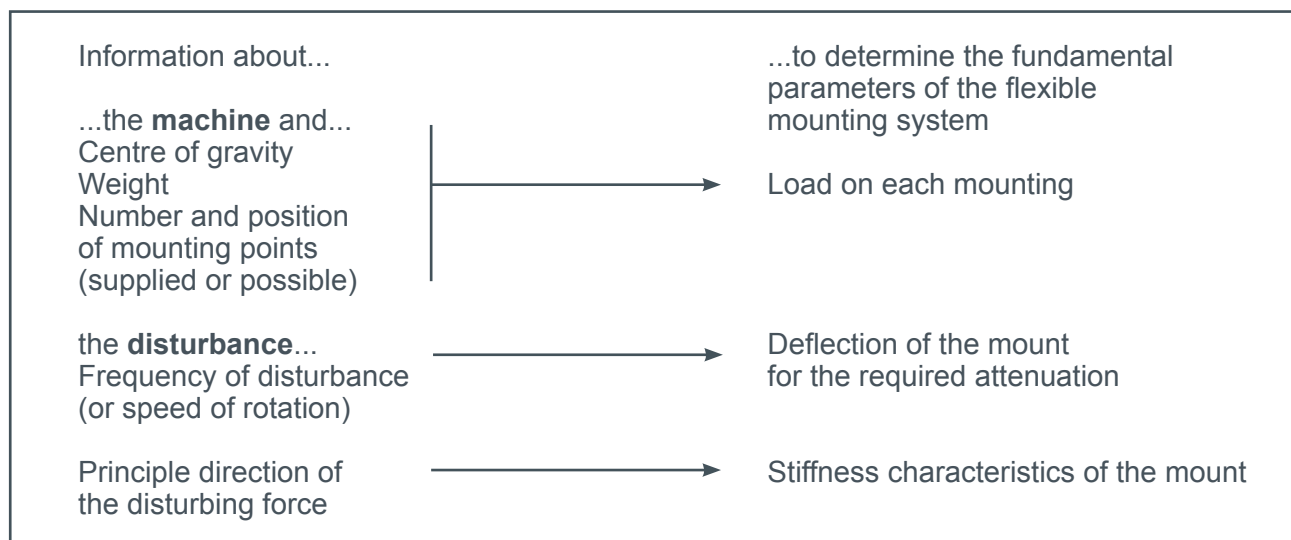 Information about...
...the machine and...
Centre of gravity
Weight
Number and position
of mounting points
(supplied or possible)
the disturbance...
Frequency of disturbance
(or speed of rotation)
Principle direction of
the disturbing force
...to determine the fundamental
parameters of the flexible
mounting system
Load on each mounting
Deflection of the mount
for the required attenuation
Stiffness characteristics of the mount